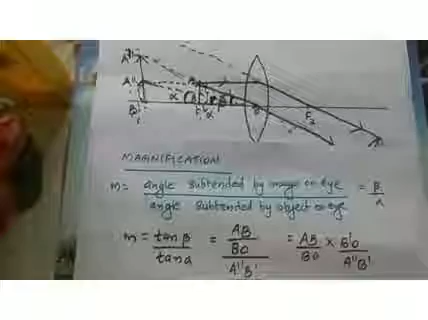 A'
A''
B'
α
α
β
F₂
MAGNIFICATION
m = angle subtended by image on eye / angle subtended by object on eye = β/α
m = tan β / tan α = (AB/BO) / (A''B'/B'O) = AB/BO × B'O/A''B'